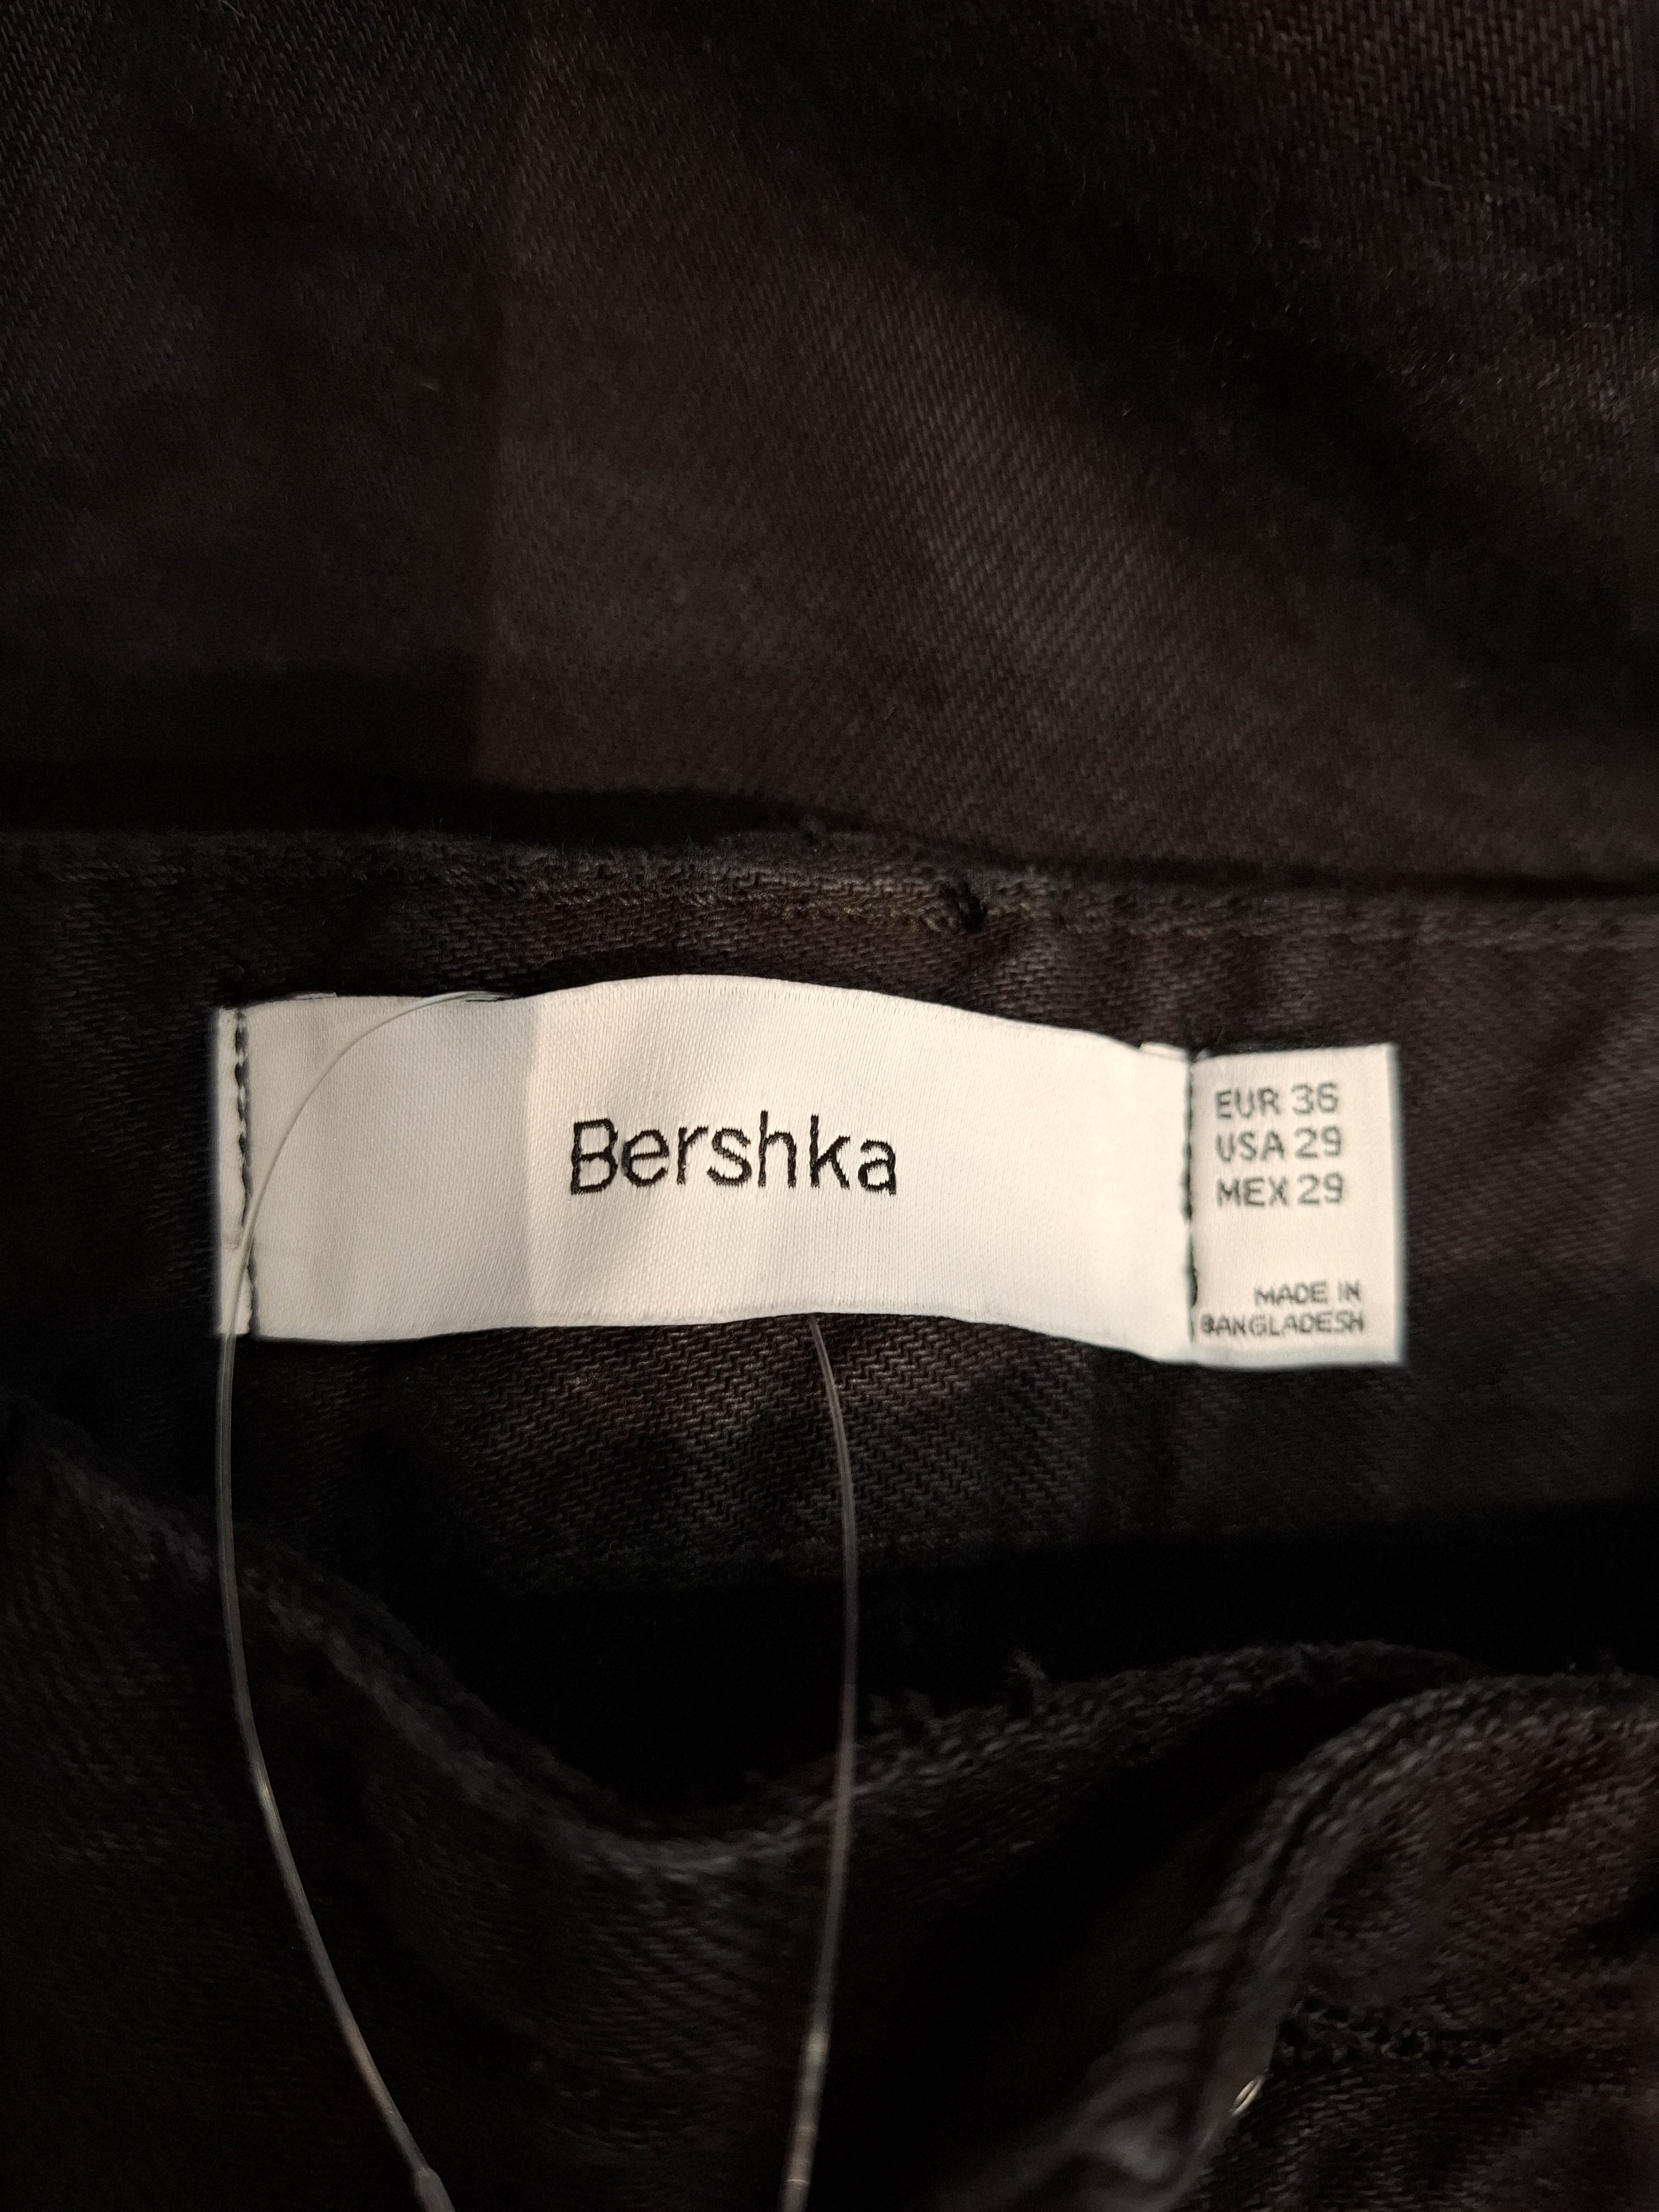 Bershka
EUR 36
USA 29
MEX 29
MADE IN
BANGLADESH